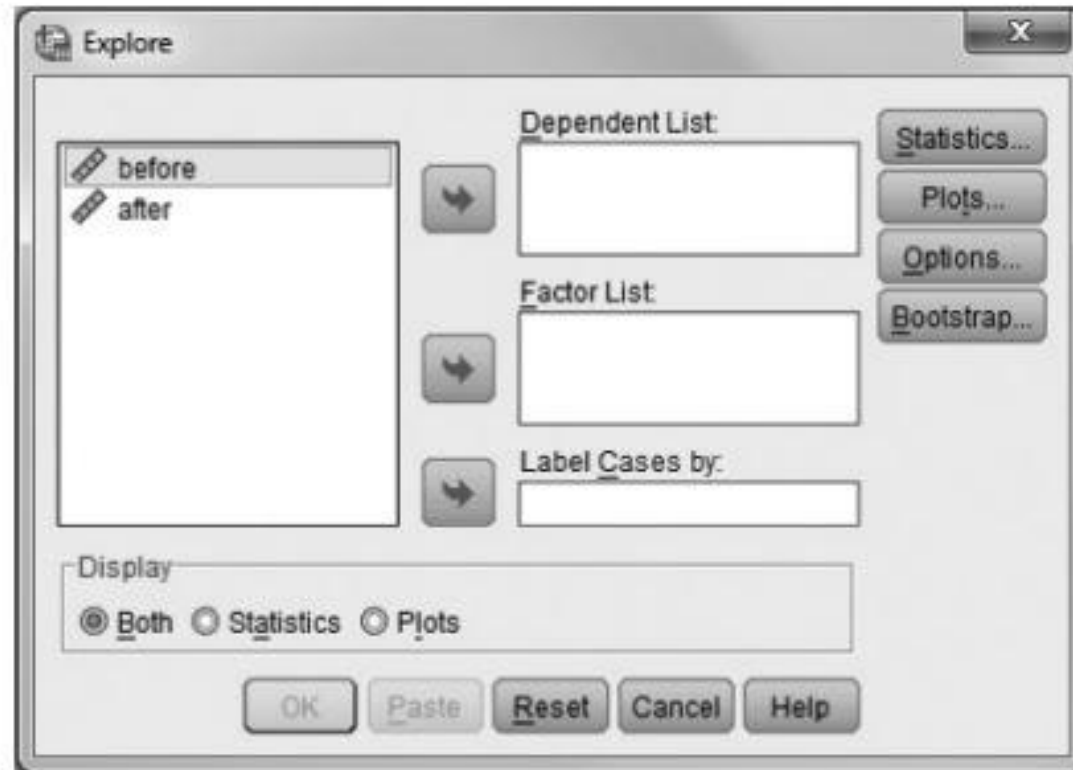 Explore
before
after
Dependent List:
Factor List:
Label Cases by:
Statistics...
Plots...
Options...
Bootstrap...
Display
Both Statistics Plots
OK Paste Reset Cancel Help